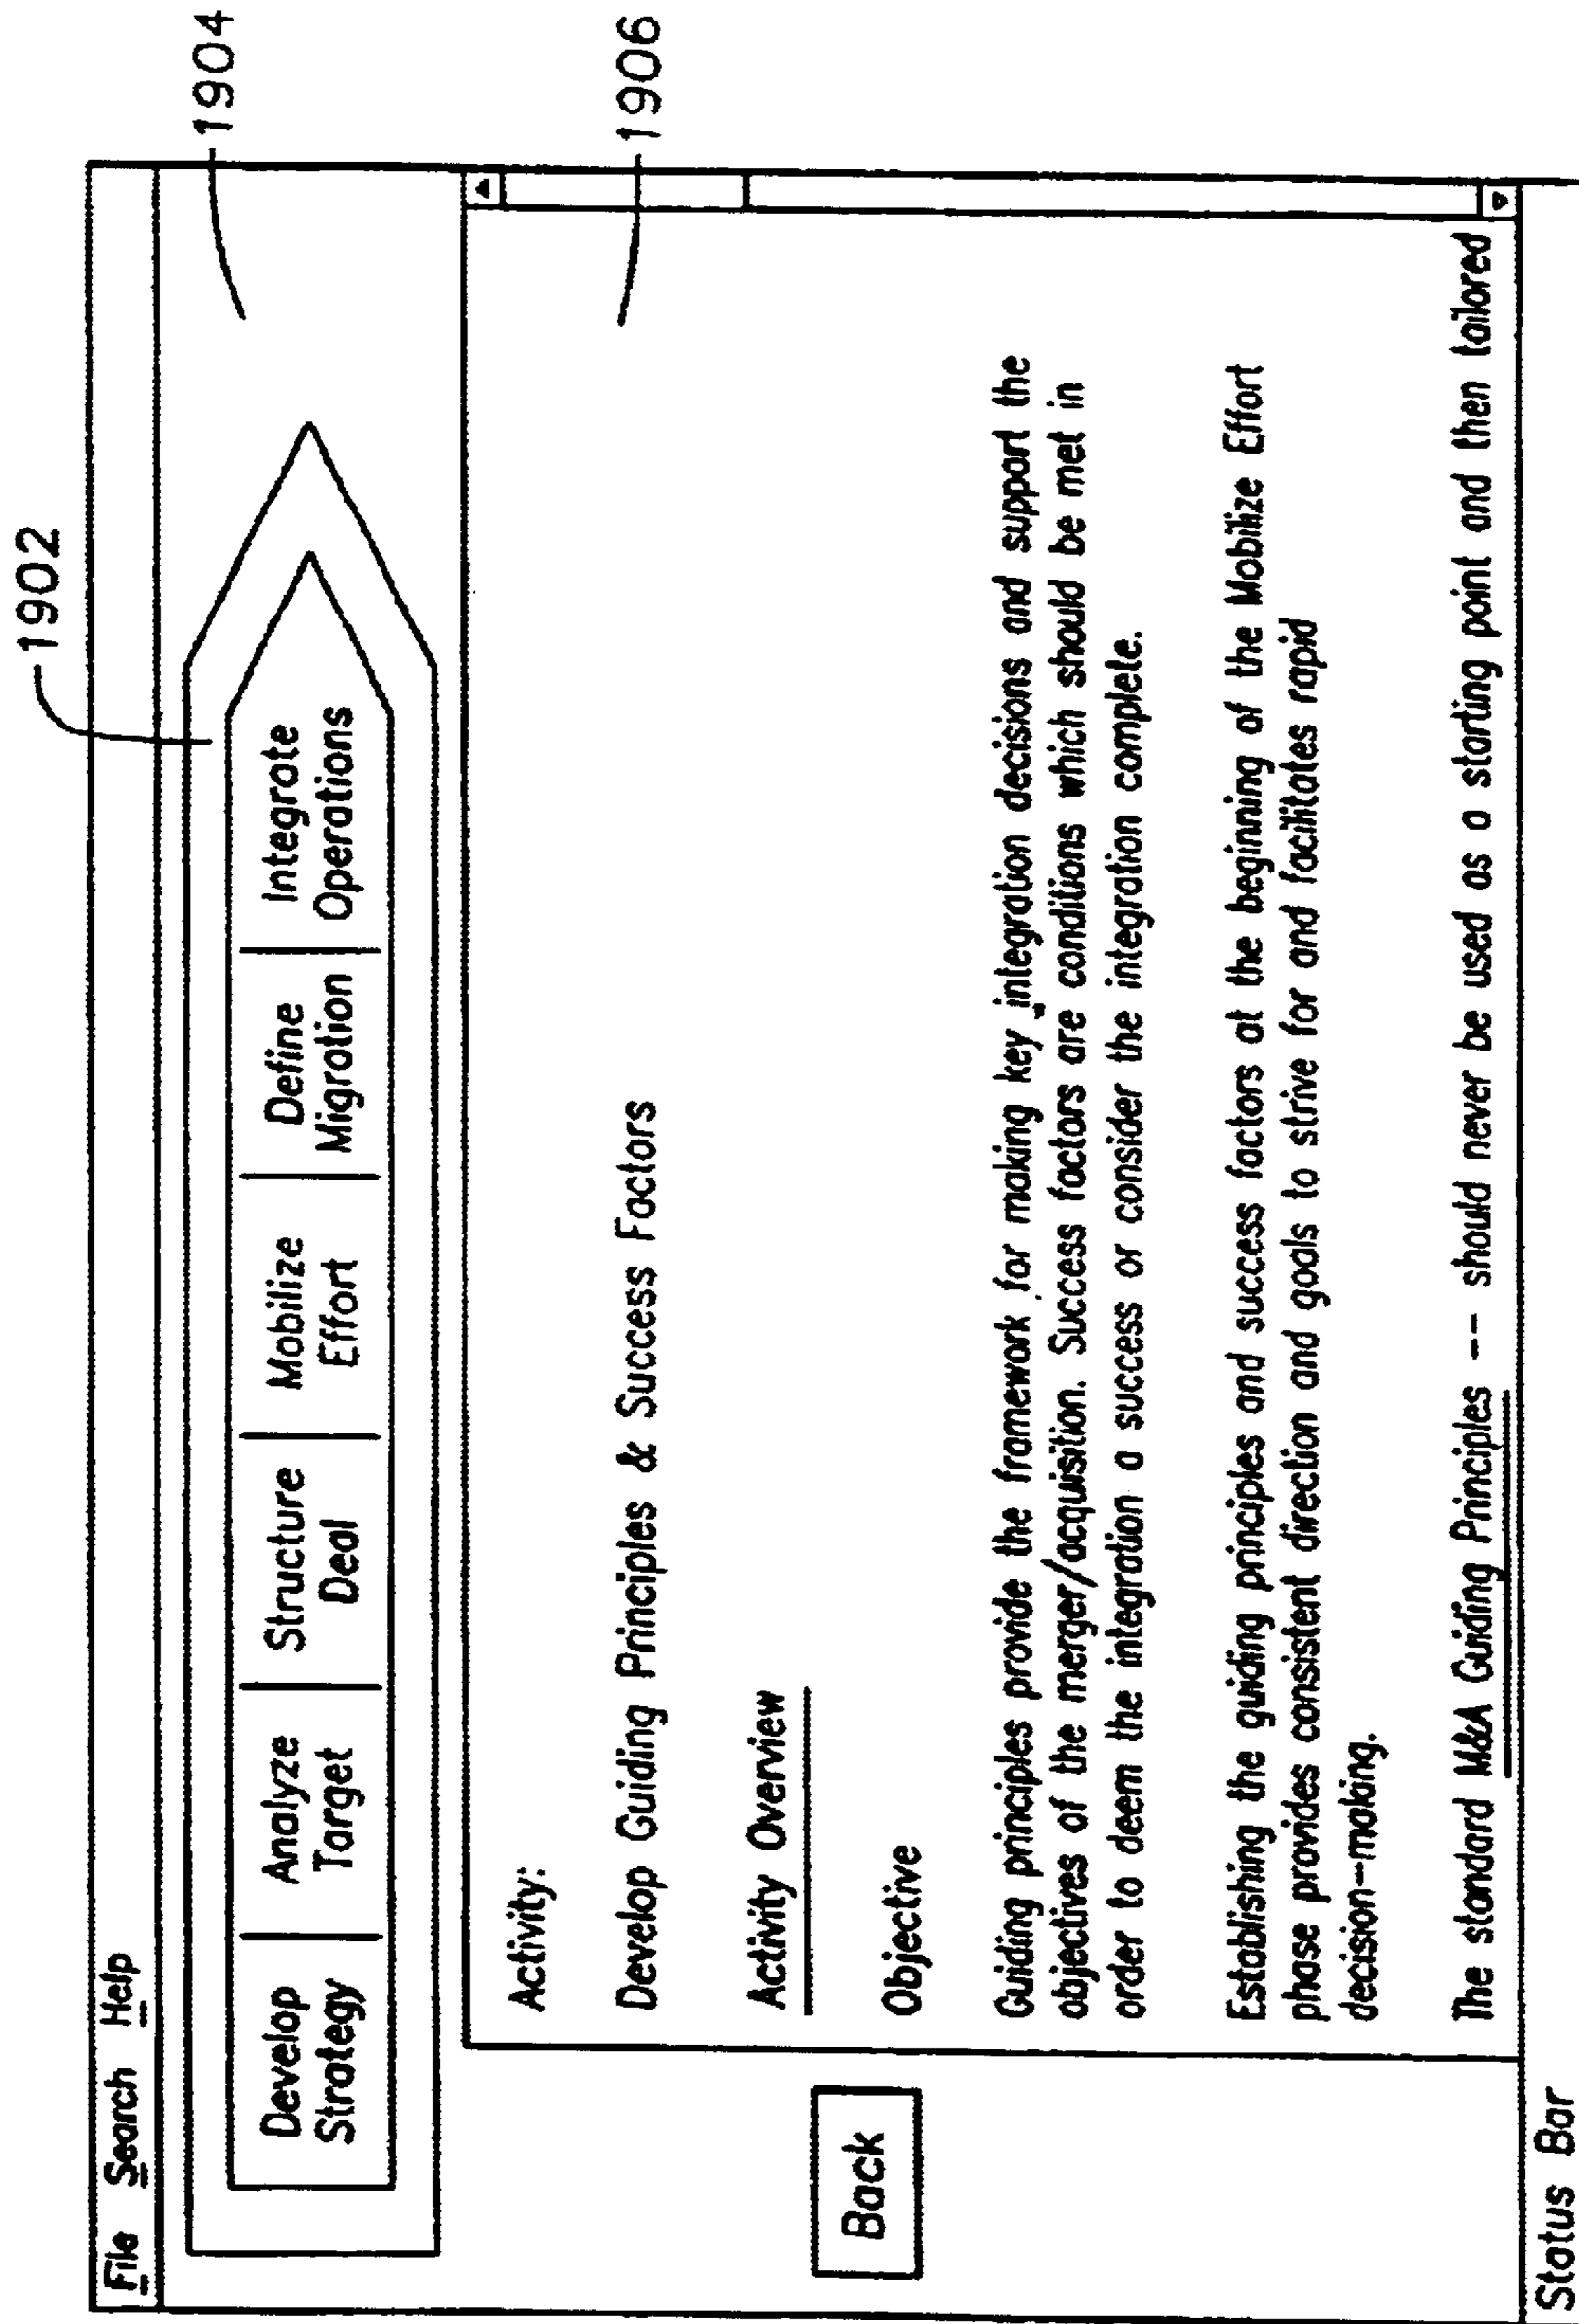 1902
1904
1906
File Search Help
Develop Strategy
Analyze Target
Structure Deal
Mobilize Effort
Define Migration
Integrate Operations
Activity:
Develop Guiding Principles & Success Factors
Activity Overview
Objective
Guiding principles provide the framework for making key integration decisions and support the
objectives of the merger/acquisition. Success factors are conditions which should be met in
order to deem the integration a success or consider the integration complete.
Establishing the guiding principles and success factors at the beginning of the Mobilize Effort
phase provides consistent direction and goals to strive for and facilitates rapid
decision-making.
The standard M&A Guiding Principles -- should never be used as a starting point and then tailored
Back
Status Bar